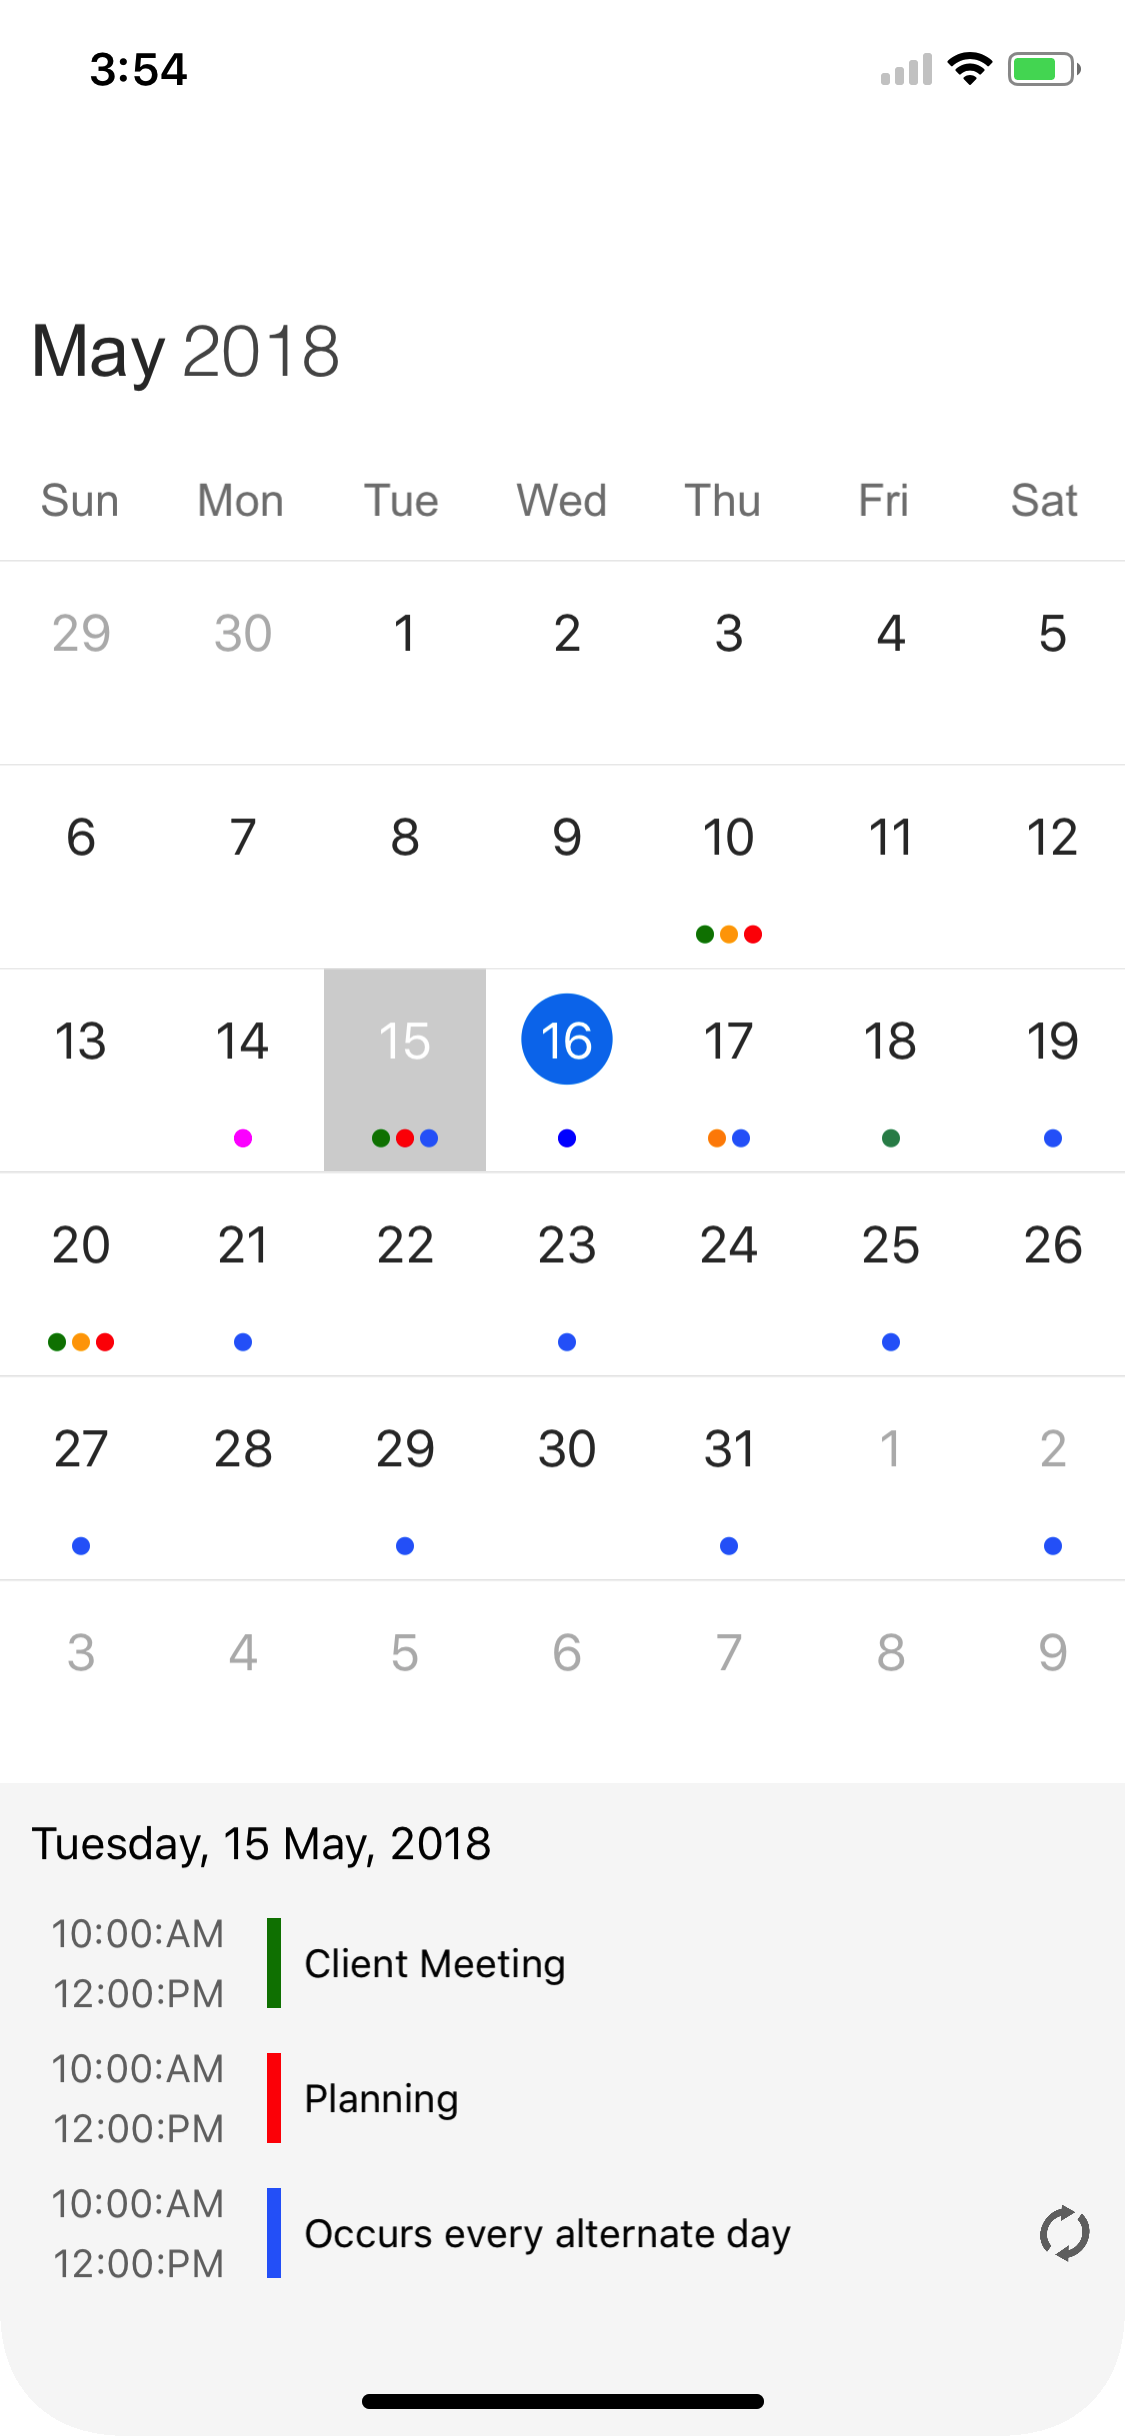 3:54
May 2018
Sun Mon Tue Wed Thu Fri Sat
29 30 1 2 3 4 5
6 7 8 9 10 11 12
13 14 15 16 17 18 19
20 21 22 23 24 25 26
27 28 29 30 31 1 2
3 4 5 6 7 8 9
Tuesday, 15 May, 2018
10:00:AM
Client Meeting
12:00:PM
10:00:AM
Planning
12:00:PM
10:00:AM
Occurs every alternate day
12:00:PM